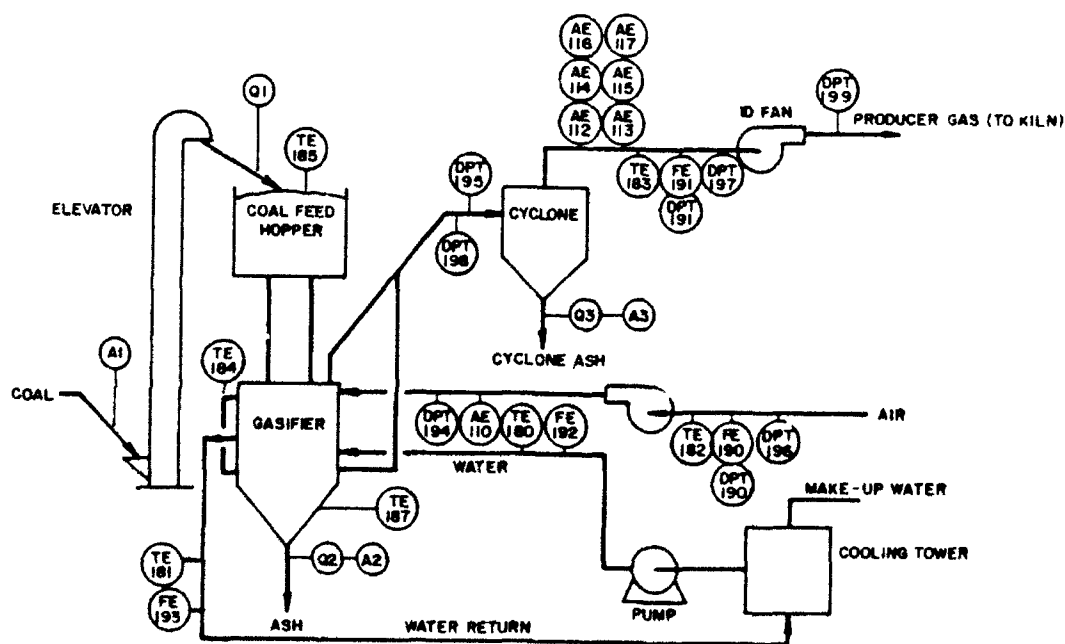 AE 116
AE 117
AE 114
AE 115
AE 112
AE 113
DPT 199
ID FAN
PRODUCER GAS (TO KILN)
Q1
TE 185
TE 183
FE 191
DPT 197
DPT 191
DPT 195
DPT 198
ELEVATOR
COAL FEED
HOPPER
CYCLONE
Q3
A3
CYCLONE ASH
A1
TE 184
COAL
GASIFIER
AIR
DPT 194
AE 110
TE 180
FE 192
TE 182
FE 190
DPT 196
DPT 190
WATER
TE 187
MAKE-UP WATER
Q2
A2
TE 181
COOLING TOWER
FE 193
PUMP
ASH
WATER RETURN